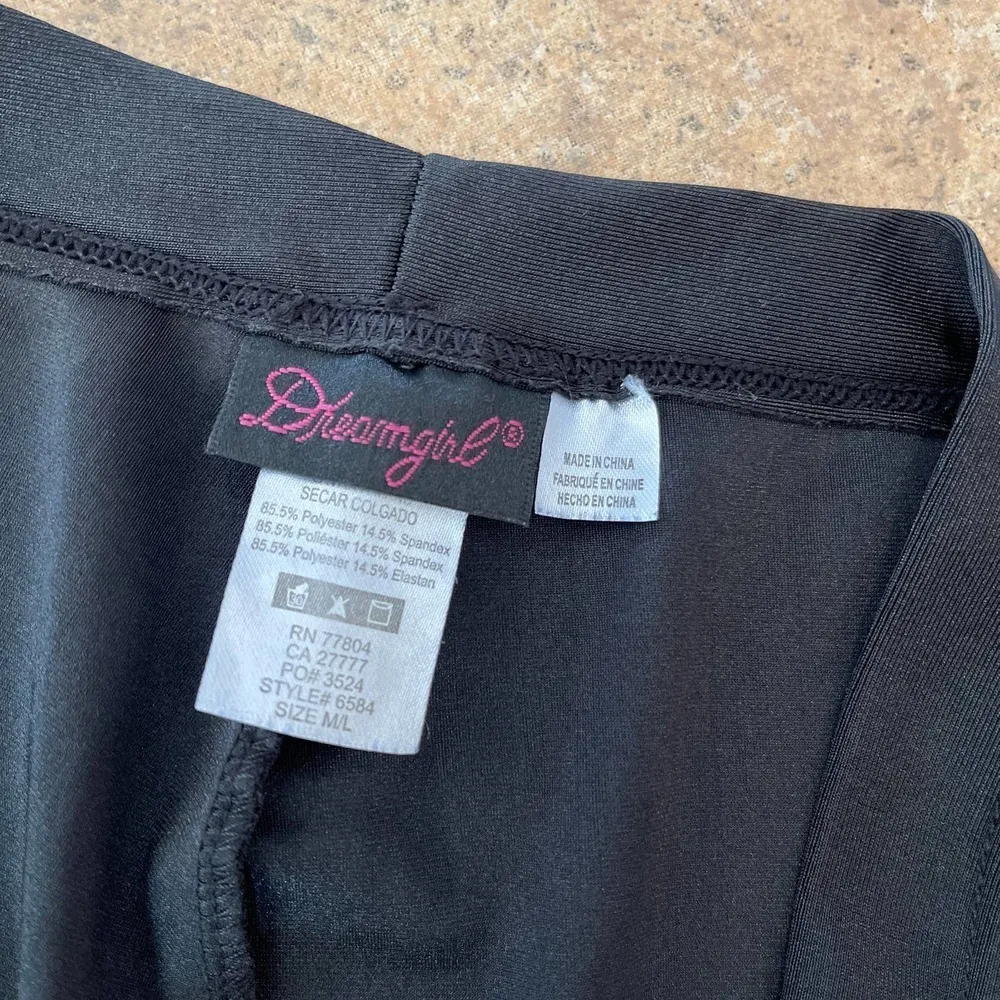 Dreamgirl®
MADE IN CHINA
FABRIQUÉ EN CHINE
HECHO EN CHINA
SECAR COLGADO
85.5% Polyester 14.5% Spandex
85.5% Poliéster 14.5% Spandex
85.5% Polyester 14.5% Elastan
RN 77804
CA 27777
PO# 3524
STYLE# 6584
SIZE M/L